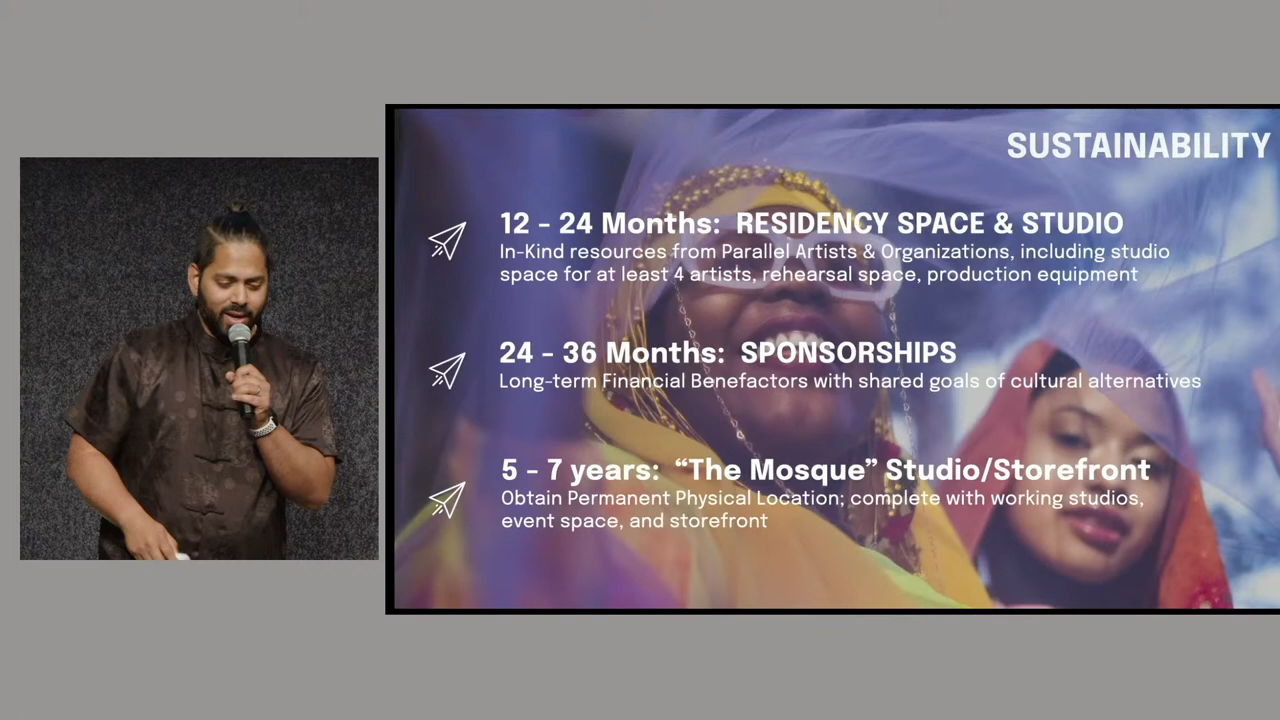 SUSTAINABILITY
12 – 24 Months: RESIDENCY SPACE & STUDIO
In-Kind resources from Parallel Artists & Organizations, including studio
space for at least 4 artists, rehearsal space, production equipment
24 – 36 Months: SPONSORSHIPS
Long-term Financial Benefactors with shared goals of cultural alternatives
5 – 7 years: “The Mosque” Studio/Storefront
Obtain Permanent Physical Location; complete with working studios,
event space, and storefront